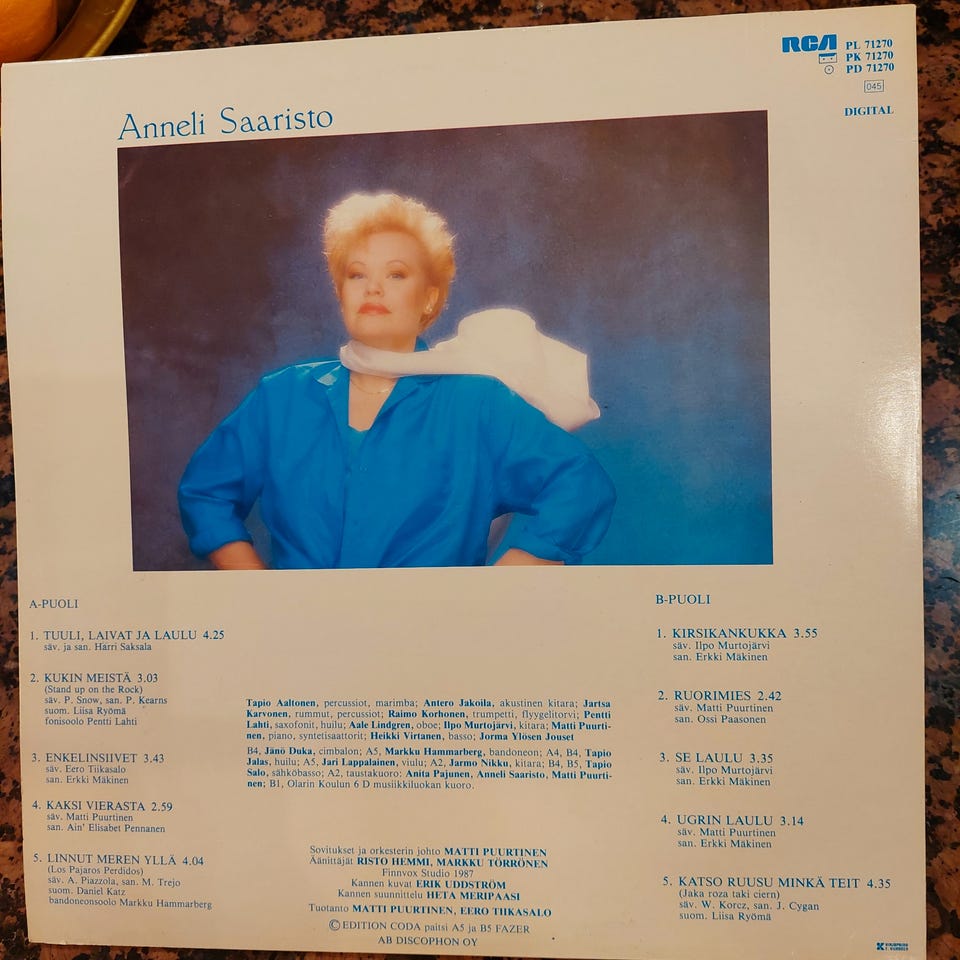 RCA
PL 71270
PK 71270
PD 71270
045
DIGITAL
Anneli Saaristo
A-PUOLI
1. TUULI, LAIVAT JA LAULU 4.25
säv. ja san. Harri Saksala
2. KUKIN MEISTÄ 3.03
(Stand up on the Rock)
säv. P. Snow, san. P. Kearns
suom. Liisa Ryömä
fonisoolo Pentti Lahti
3. ENKELINSIIVET 3.43
säv. Eero Tiikasalo
san. Erkki Mäkinen
4. KAKSI VIERASTA 2.59
säv. Matti Puurtinen
san. Ain' Elisabet Pennanen
5. LINNUT MEREN YLLÄ 4.04
(Los Pajaros Perdidos)
säv. A. Piazzola, san. M. Trejo
suom. Daniel Katz
bandoneonsoolo Markku Hammarberg
Tapio Aaltonen, percussiot, marimba; Antero Jakoila, akustinen kitara; Jartsa
Karvonen, rummut, percussiot; Raimo Korhonen, trumpetti, flyygelitorvi; Pentti
Lahti, saxofonit, huilu; Aale Lindgren, oboe; Ilpo Murtojärvi, kitara; Matti Puurti-
nen, piano, syntetisaattorit; Heikki Virtanen, basso; Jorma Ylösen Jouset
B4, Jänö Duka, cimbalon; A5, Markku Hammarberg, bandoneon; A4, B4, Tapio
Jalas, huilu; A5, Jari Lappalainen, viulu; A2, Jarmo Nikku, kitara; B4, B5, Tapio
Salo, sähköbasso; A2, taustakuoro: Anita Pajunen, Anneli Saaristo, Matti Puurti-
nen; B1, Olarin Koulun 6 D musiikkiluokan kuoro.
Sovitukset ja orkesterin johto MATTI PUURTINEN
Äänittäjät RISTO HEMMI, MARKKU TÖRRÖNEN
Finnvox Studio 1987
Kannen kuvat ERIK UDDSTRÖM
Kannen suunnittelu HETA MERIPAASI
Tuotanto MATTI PUURTINEN, EERO TIIKASALO
© EDITION CODA paitsi A5 ja B5 FAZER
AB DISCOPHON OY
B-PUOLI
1. KIRSIKANKUKKA 3.55
säv. Ilpo Murtojärvi
san. Erkki Mäkinen
2. RUORIMIES 2.42
säv. Matti Puurtinen
san. Ossi Paasonen
3. SE LAULU 3.35
säv. Ilpo Murtojärvi
san. Erkki Mäkinen
4. UGRIN LAULU 3.14
säv. Matti Puurtinen
san. Erkki Mäkinen
5. KATSO RUUSU MINKÄ TEIT 4.35
(Jaka roza taki ciern)
säv. W. Korcz, san. J. Cygan
suom. Liisa Ryömä